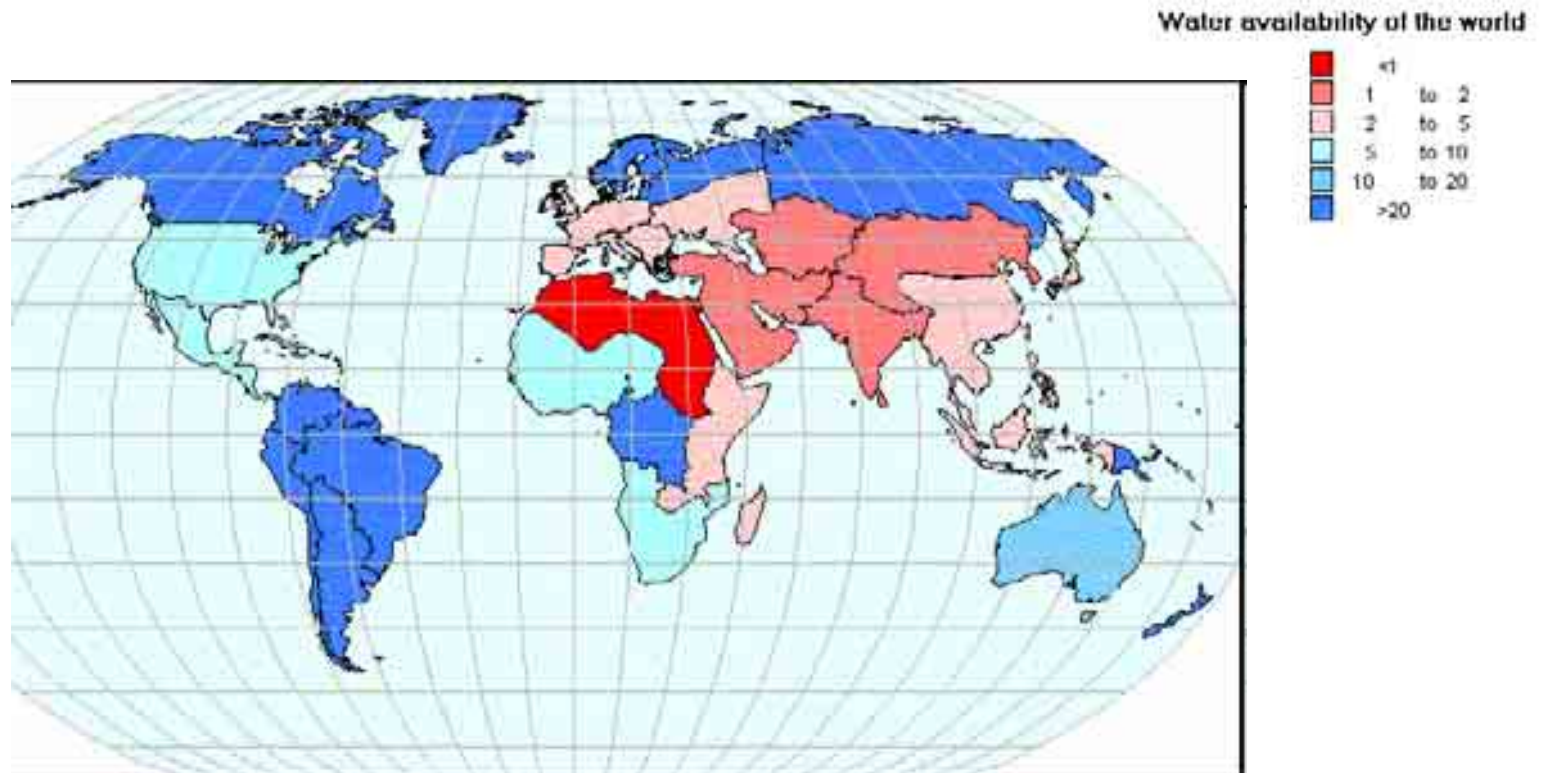 Water availability of the world
<1
1 to 2
2 to 5
5 to 10
10 to 20
>20